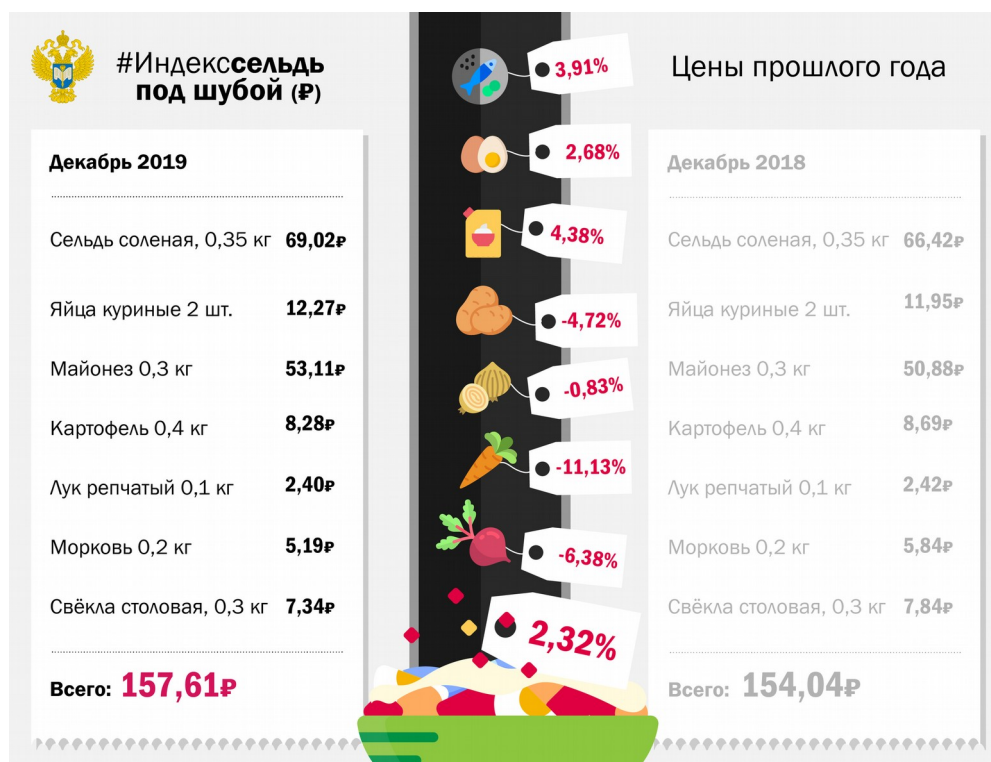 #Индекссельдь
под шубой (₽)
Декабрь 2019
Сельдь соленая, 0,35 кг 69,02₽
Яйца куриные 2 шт. 12,27₽
Майонез 0,3 кг 53,11₽
Картофель 0,4 кг 8,28₽
Лук репчатый 0,1 кг 2,40₽
Морковь 0,2 кг 5,19₽
Свёкла столовая, 0,3 кг 7,34₽
Всего: 157,61₽
3,91%
2,68%
4,38%
-4,72%
-0,83%
-11,13%
-6,38%
2,32%
Цены прошлого года
Декабрь 2018
Сельдь соленая, 0,35 кг 66,42₽
Яйца куриные 2 шт. 11,95₽
Майонез 0,3 кг 50,88₽
Картофель 0,4 кг 8,69₽
Лук репчатый 0,1 кг 2,42₽
Морковь 0,2 кг 5,84₽
Свёкла столовая, 0,3 кг 7,84₽
Всего: 154,04₽